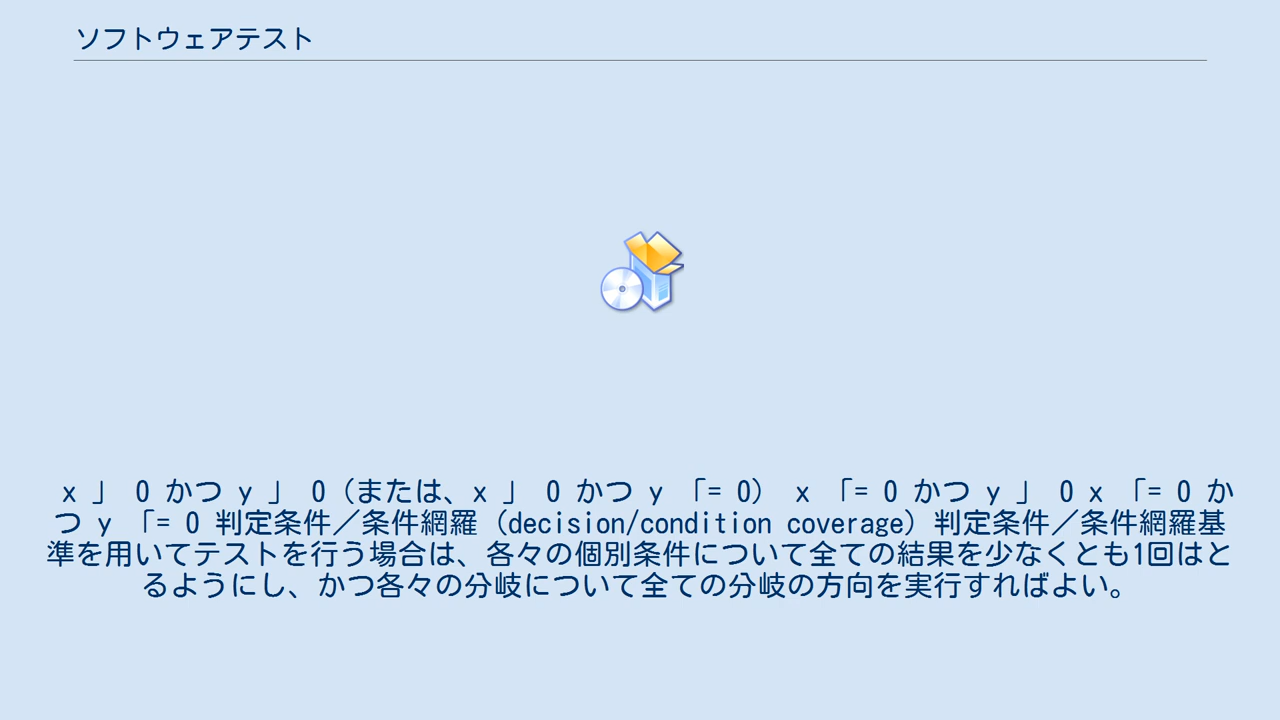 ソフトウェアテスト
x 」 0 かつ y 」 0（または、x 」 0 かつ y 「= 0） x 「= 0 かつ y 」 0 x 「= 0 か
つ y 「= 0 判定条件／条件網羅（decision/condition coverage）判定条件／条件網羅基
準を用いてテストを行う場合は、各々の個別条件について全ての結果を少なくとも1回はと
るようにし、かつ各々の分岐について全ての分岐の方向を実行すればよい。